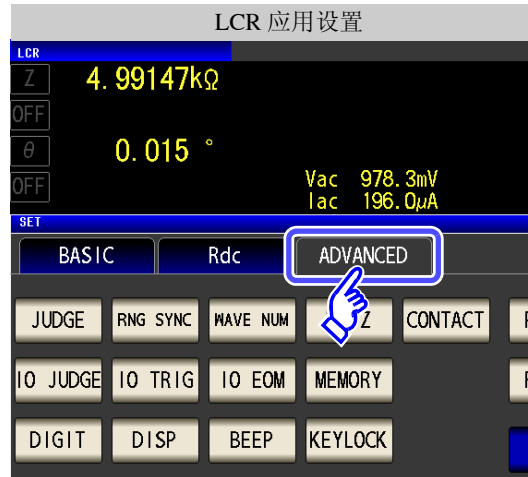 LCR 应用设置
LCR
Z 4.99147kΩ
OFF
θ 0.015 °
OFF
Vac 978.3mV
Iac 196.0μA
SET
BASIC Rdc ADVANCED
JUDGE RNG SYNC WAVE NUM Z CONTACT
IO JUDGE IO TRIG IO EOM MEMORY
DIGIT DISP BEEP KEYLOCK